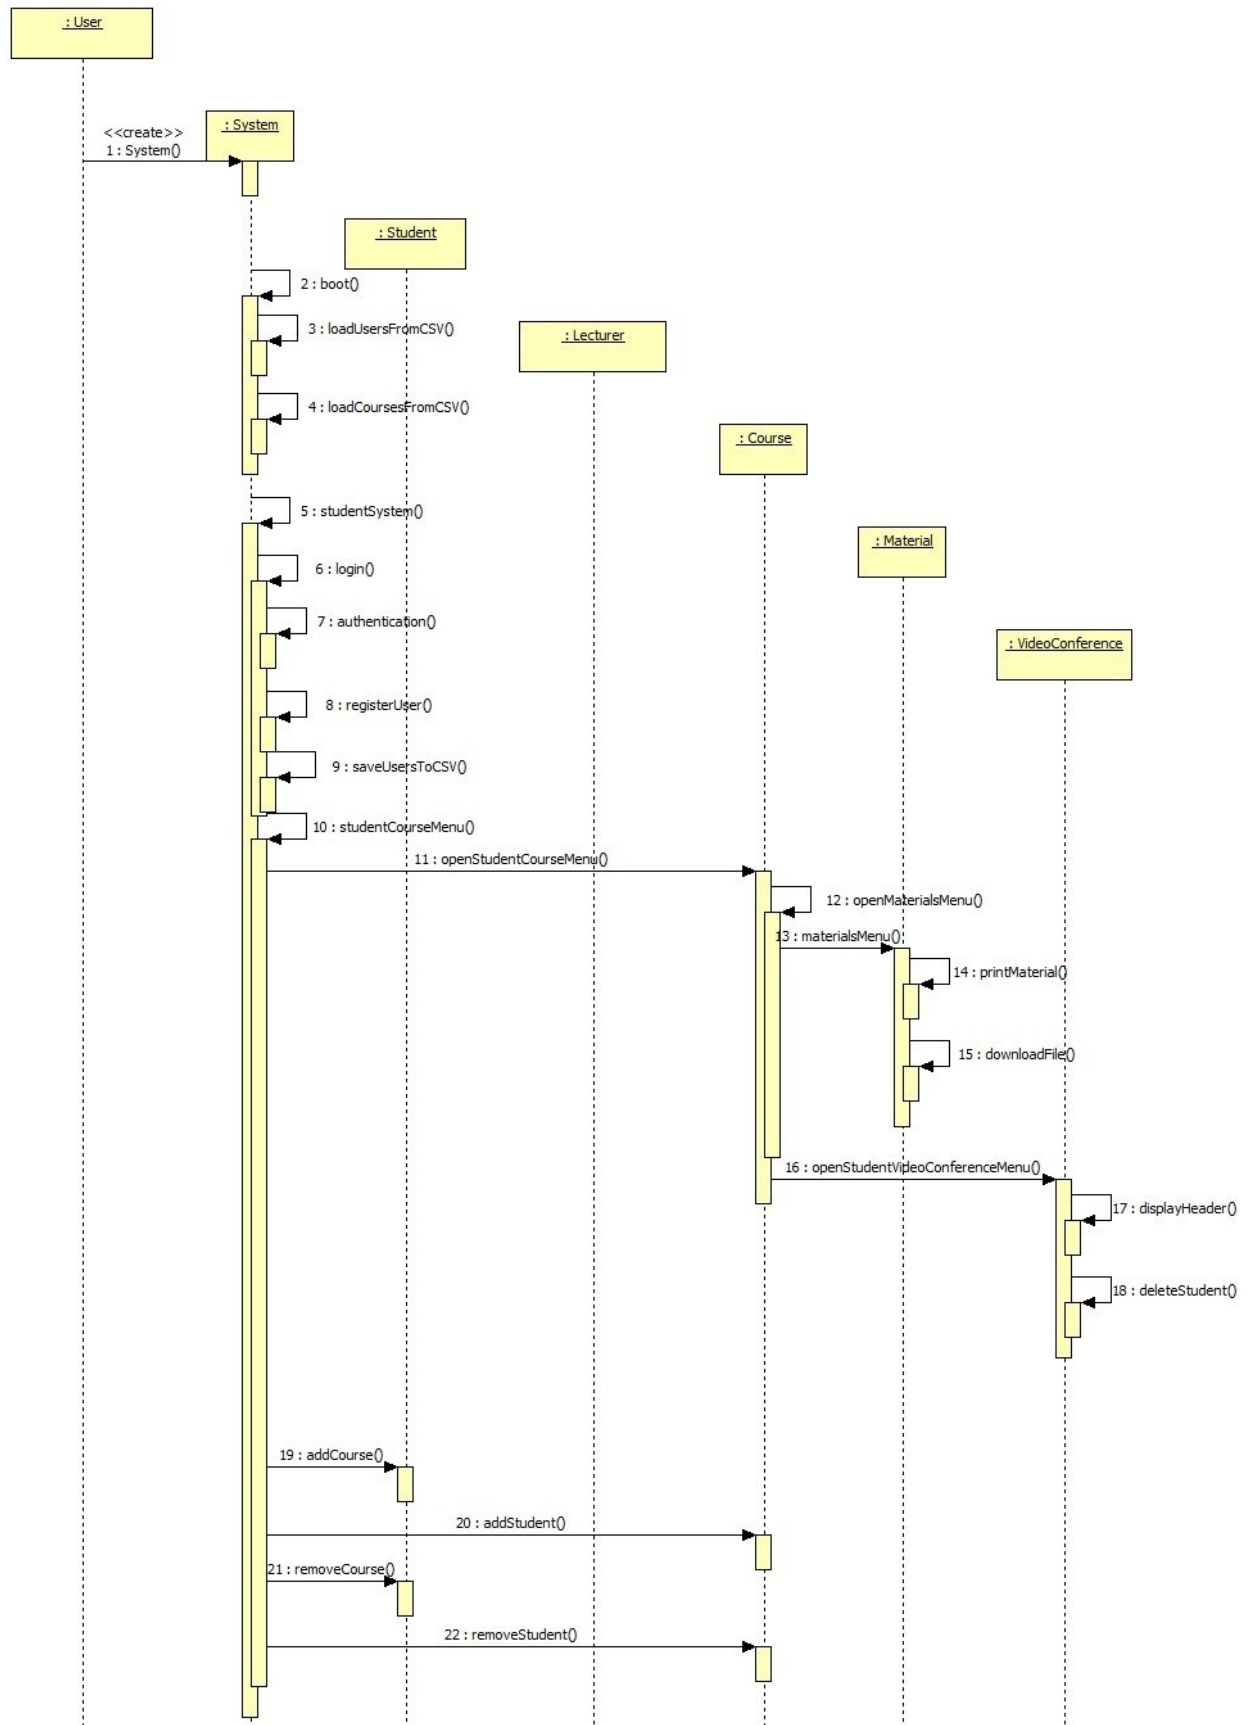 : User
: System
<<create>>
1 : System()
: Student
2 : boot()
3 : loadUsersFromCSV()
: Lecturer
4 : loadCoursesFromCSV()
: Course
5 : studentSystem()
: Material
6 : login()
7 : authentication()
: VideoConference
8 : registerUser()
9 : saveUsersToCSV()
10 : studentCourseMenu()
11 : openStudentCourseMenu()
12 : openMaterialsMenu()
13 : materialsMenu()
14 : printMaterial()
15 : downloadFile()
16 : openStudentVideoConferenceMenu()
17 : displayHeader()
18 : deleteStudent()
19 : addCourse()
20 : addStudent()
21 : removeCourse()
22 : removeStudent()